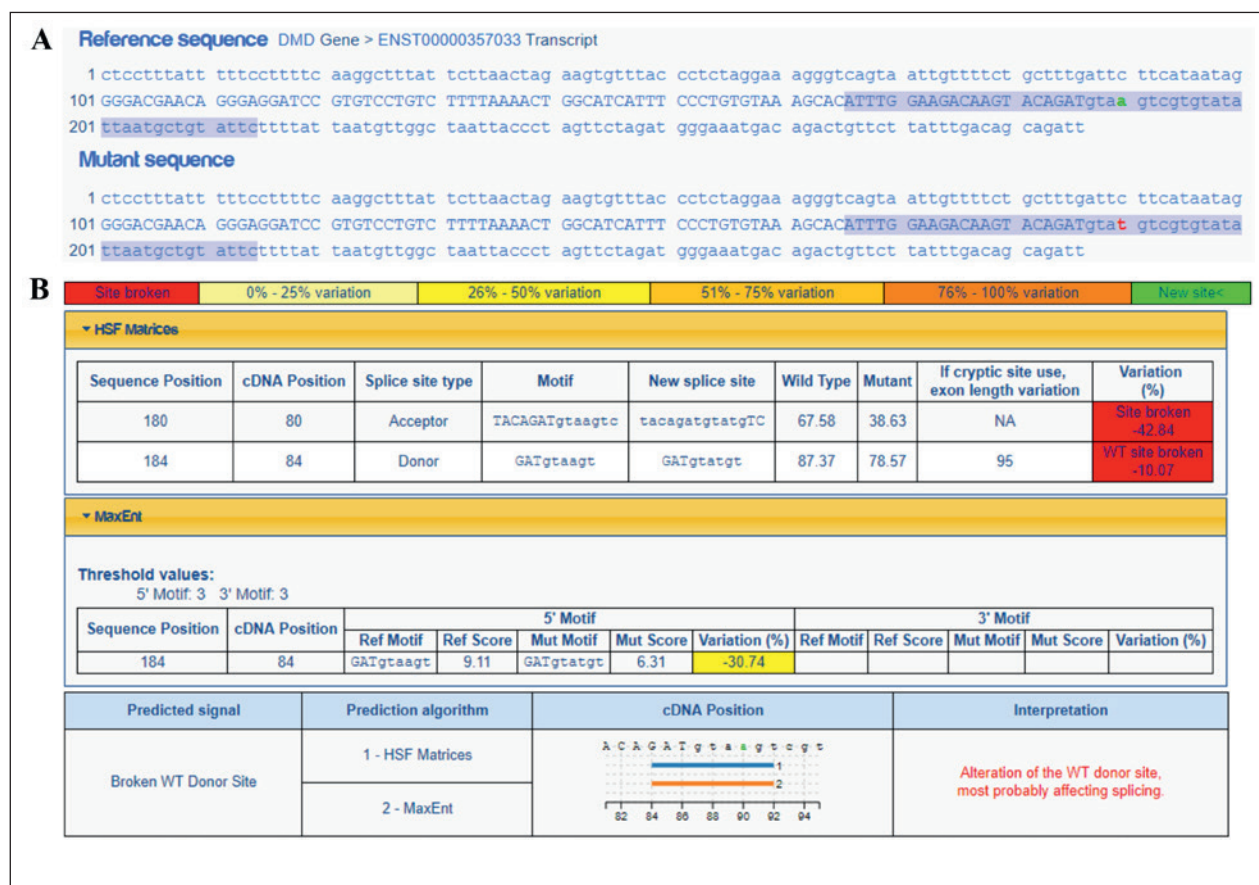 A
Reference sequence DMD Gene > ENST00000357033 Transcript
1 ctcctttatt tttccttttc aaggctttat tcttaactag aagtgtttac cctctaggaa agggtcagta attgttttct gctttgattc ttcataatag
101 GGGACGAACA GGGAGGATCC GTGTCCTGTC TTTTAAAACT GGCATCATTT CCCTGTGTAA AGCACATTTG GAAGACAAGT ACAGATgtaa gtcgtgtata
201 ttaatgctgt attcttttat taatgttggc taattaccct agttctagat gggaaatgac agactgttct tatttgacag cagatt
Mutant sequence
1 ctcctttatt tttccttttc aaggctttat tcttaactag aagtgtttac cctctaggaa agggtcagta attgttttct gctttgattc ttcataatag
101 GGGACGAACA GGGAGGATCC GTGTCCTGTC TTTTAAAACT GGCATCATTT CCCTGTGTAA AGCACATTTG GAAGACAAGT ACAGATgtat gtcgtgtata
201 ttaatgctgt attcttttat taatgttggc taattaccct agttctagat gggaaatgac agactgttct tatttgacag cagatt
B
Site broken 0% - 25% variation 26% - 50% variation 51% - 75% variation 76% - 100% variation New site<
HSF Matrices
Sequence Position cDNA Position Splice site type Motif New splice site Wild Type Mutant If cryptic site use, exon length variation Variation (%)
180 80 Acceptor TACAGATgtaagtc tacagatgtatgTC 67.58 38.63 NA Site broken -42.84
184 84 Donor GATgtaagt GATgtatgt 87.37 78.57 95 WT site broken -10.07
MaxEnt
Threshold values:
5' Motif: 3 3' Motif: 3
Sequence Position cDNA Position 5' Motif 3' Motif
Ref Motif Ref Score Mut Motif Mut Score Variation (%) Ref Motif Ref Score Mut Motif Mut Score Variation (%)
184 84 GATgtaagt 9.11 GATgtatgt 6.31 -30.74
Predicted signal Prediction algorithm cDNA Position Interpretation
Broken WT Donor Site
1 - HSF Matrices
2 - MaxEnt
A C A G A T g t a a g t c g t
1
2
82 84 86 88 90 92 94
Alteration of the WT donor site,
most probably affecting splicing.